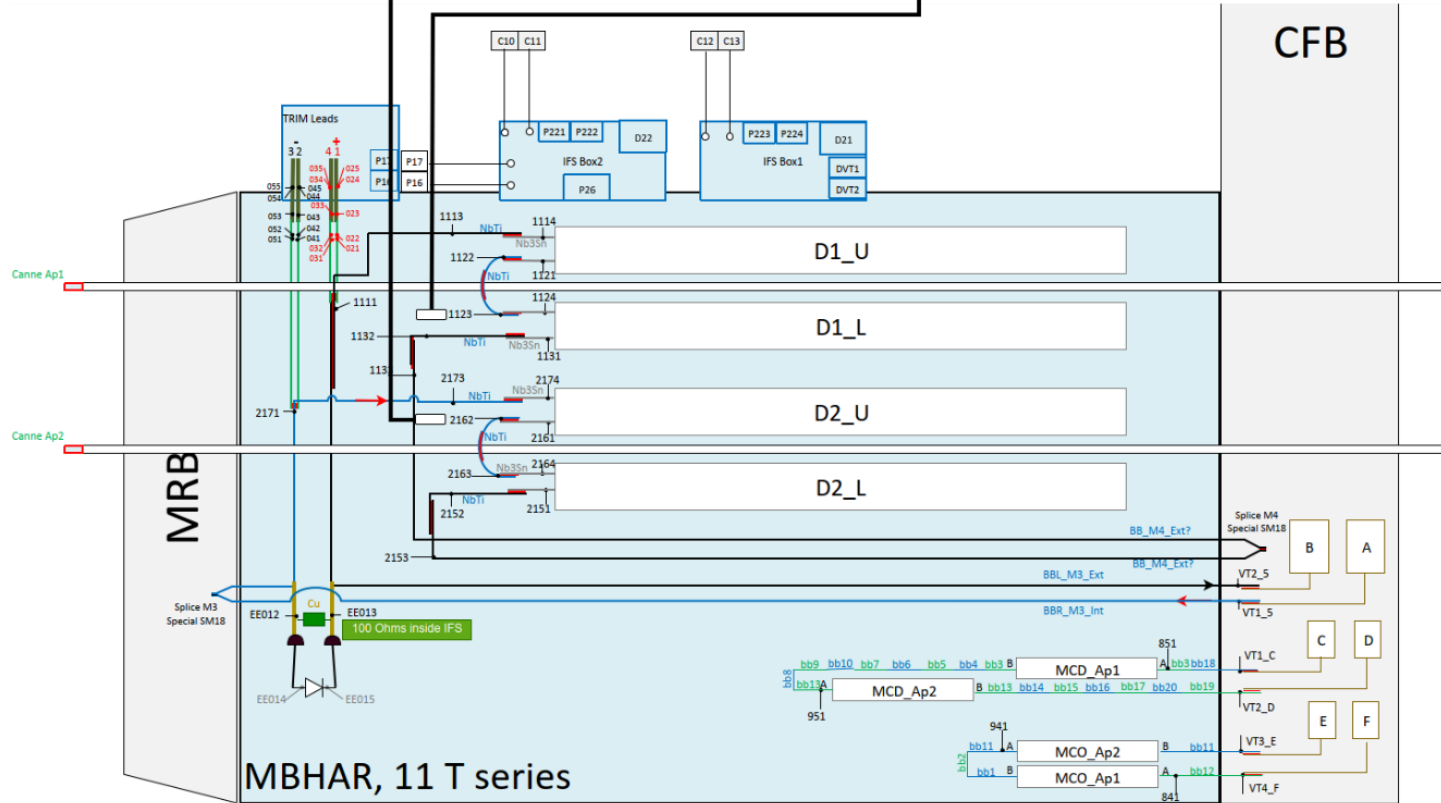 CFB
C10 C11
C12 C13
TRIM Leads
- +
3 2 4 1
P221 P222 D22
IFS Box2
P26
P223 P224 D21
IFS Box1
DVT1
DVT2
P17 P17
P16 P16
035 025
034 024
055 045
054 044
033 023
053 043
052 042
051 041
032 022
031 021
1113
NbTi
1114
Nb3Sn
D1_U
1122
NbTi
1121
Canne Ap1
1111
1124
1123
D1_L
1132
NbTi
Nb3Sn
1131
113
2173
NbTi
Nb3Sn
2174
2171
D2_U
2162
NbTi
2161
Canne Ap2
MRB
Nb3Sn 2164
2163
D2_L
NbTi
2152
2151
2153
Splice M4
Special SM18
B A
BB_M4_Ext?
BB_M4_Ext?
BBL_M3_Ext
VT2_5
BBR_M3_Int
VT1_5
Splice M3
Special SM18
EE012
Cu
EE013
100 Ohms inside IFS
EE014
EE015
C D
bb9 bb10 bb7 bb6 bb5 bb4 bb3 B MCD_Ap1 A bb3 bb18
851
VT1_C
bb8
bb13 A MCD_Ap2 B bb13 bb14 bb15 bb16 bb17 bb20 bb19
951
VT2_D
E F
941
bb11 A MCO_Ap2 B bb11
VT3_E
bb2
bb1 B MCO_Ap1 A bb12
841
VT4_F
MBHAR, 11 T series